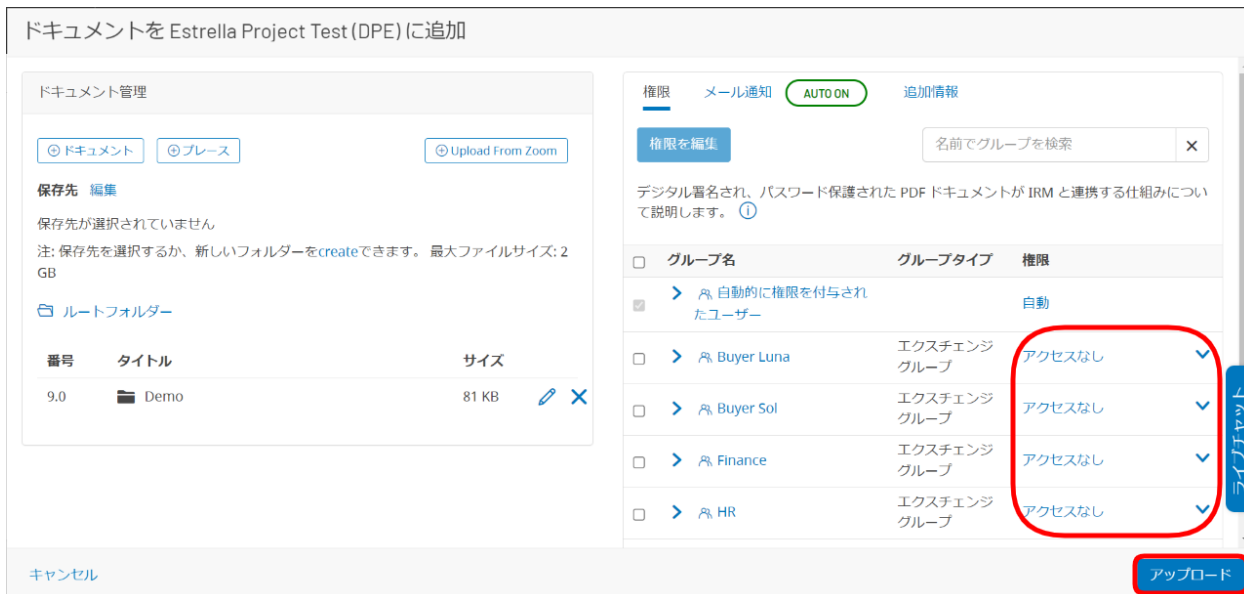 ドキュメントを Estrella Project Test (DPE) に追加
ドキュメント管理
ドキュメント
プレース
Upload From Zoom
保存先 編集
保存先が選択されていません
注: 保存先を選択するか、新しいフォルダーをcreateできます。 最大ファイルサイズ: 2
GB
ルートフォルダー
番号 タイトル サイズ
9.0 Demo 81 KB
権限 メール通知 AUTO ON 追加情報
権限を編集
名前でグループを検索
デジタル署名され、パスワード保護された PDF ドキュメントが IRM と連携する仕組みについ
て説明します。
グループ名 グループタイプ 権限
自動的に権限を付与され
たユーザー
自動
Buyer Luna
エクスチェンジ
グループ
アクセスなし
Buyer Sol
エクスチェンジ
グループ
アクセスなし
Finance
エクスチェンジ
グループ
アクセスなし
HR
エクスチェンジ
グループ
アクセスなし
ライブチャット
キャンセル
アップロード